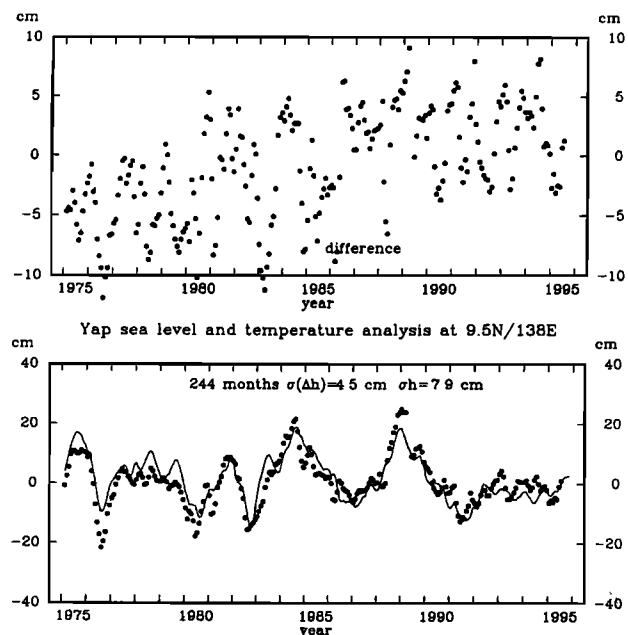 cm cm
10 10
5 5
0 0
−5 −5
−10 −10
difference
1975 1980 1985 1990 1995
year
Yap sea level and temperature analysis at 9.5N/138E
cm cm
40 40
244 months σ(Δh)=4 5 cm σh=7 9 cm
20 20
0 0
−20 −20
−40 −40
1975 1980 1985 1990 1995
year